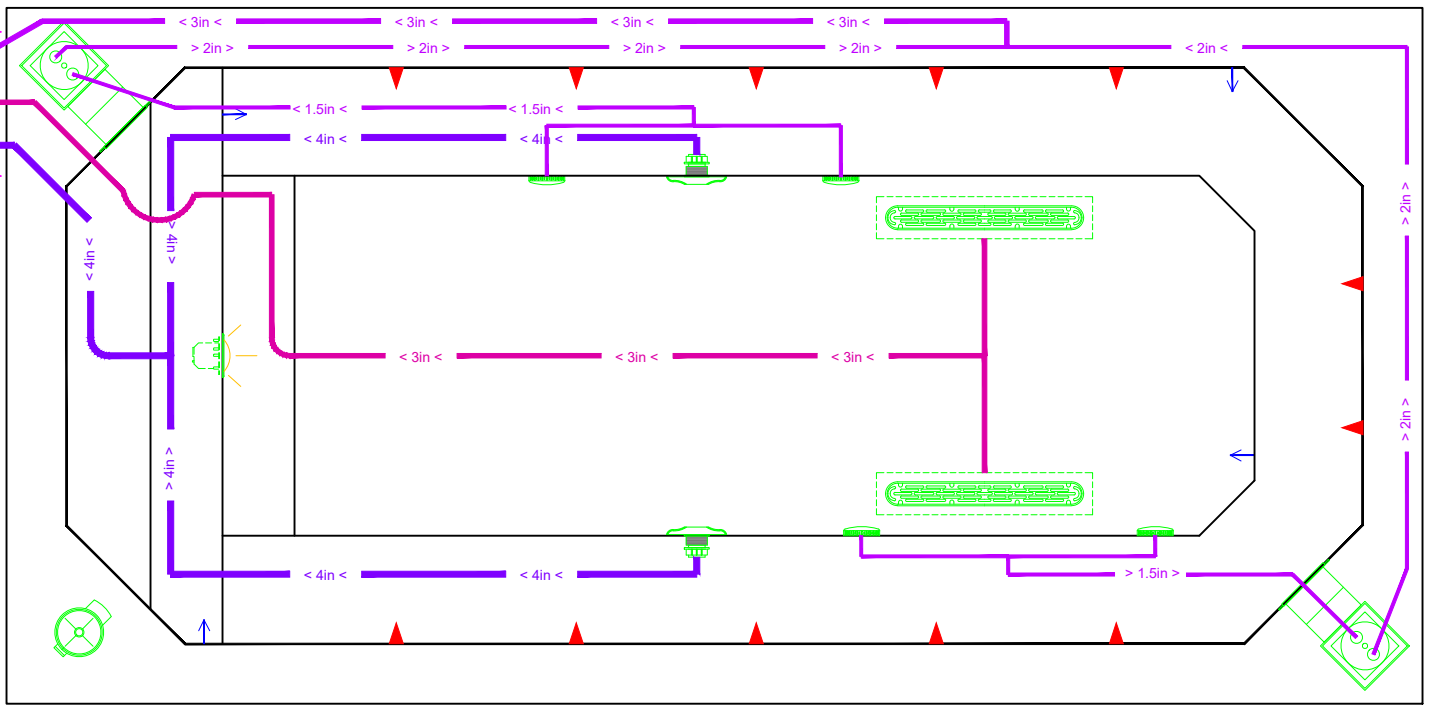 < 3in < < 3in < < 3in < < 3in <
> 2in > > 2in > > 2in > > 2in > < 2in <
< 1.5in < < 1.5in <
< 4in < < 4in <
> 2in >
> 4in <
< 4in <
< 3in < < 3in < < 3in <
> 2in >
> 4in >
< 4in < < 4in <
> 1.5in >